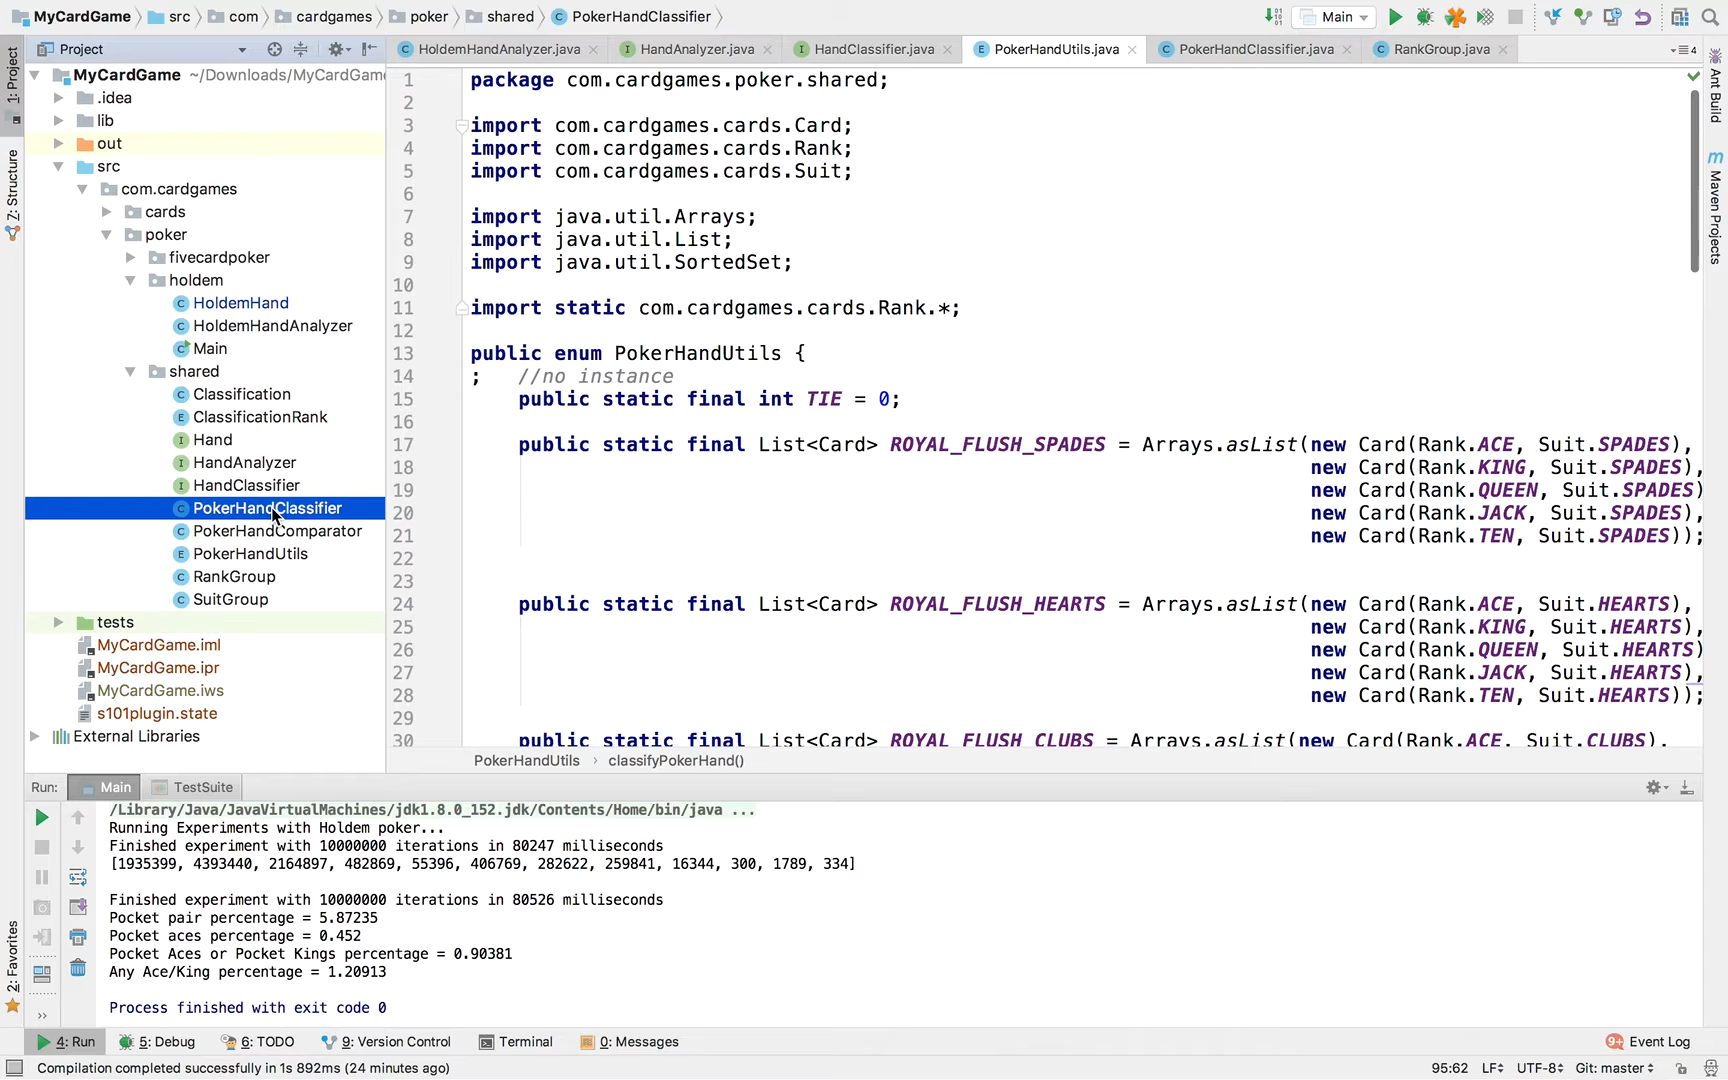 MyCardGame src com cardgames poker shared PokerHandClassifier Main
1: Project
Z: Structure
2: Favorites
Ant Build
Maven Projects
Project
HoldemHandAnalyzer.java HandAnalyzer.java HandClassifier.java PokerHandUtils.java PokerHandClassifier.java RankGroup.java 4
MyCardGame ~/Downloads/MyCardGam
.idea
lib
out
src
com.cardgames
cards
poker
fivecardpoker
holdem
HoldemHand
HoldemHandAnalyzer
Main
shared
Classification
ClassificationRank
Hand
HandAnalyzer
HandClassifier
PokerHandClassifier
PokerHandComparator
PokerHandUtils
RankGroup
SuitGroup
tests
MyCardGame.iml
MyCardGame.ipr
MyCardGame.iws
s101plugin.state
External Libraries
1 package com.cardgames.poker.shared;
2
3 import com.cardgames.cards.Card;
4 import com.cardgames.cards.Rank;
5 import com.cardgames.cards.Suit;
6
7 import java.util.Arrays;
8 import java.util.List;
9 import java.util.SortedSet;
10
11 import static com.cardgames.cards.Rank.*;
12
13 public enum PokerHandUtils {
14 ; //no instance
15 public static final int TIE = 0;
16
17 public static final List<Card> ROYAL_FLUSH_SPADES = Arrays.asList(new Card(Rank.ACE, Suit.SPADES),
18 new Card(Rank.KING, Suit.SPADES),
19 new Card(Rank.QUEEN, Suit.SPADES)
20 new Card(Rank.JACK, Suit.SPADES),
21 new Card(Rank.TEN, Suit.SPADES));
22
23
24 public static final List<Card> ROYAL_FLUSH_HEARTS = Arrays.asList(new Card(Rank.ACE, Suit.HEARTS),
25 new Card(Rank.KING, Suit.HEARTS),
26 new Card(Rank.QUEEN, Suit.HEARTS)
27 new Card(Rank.JACK, Suit.HEARTS),
28 new Card(Rank.TEN, Suit.HEARTS));
29
30 public static final List<Card> ROYAL_FLUSH_CLUBS = Arrays.asList(new Card(Rank.ACE, Suit.CLUBS),
PokerHandUtils › classifyPokerHand()
Run: Main TestSuite
/Library/Java/JavaVirtualMachines/jdk1.8.0_152.jdk/Contents/Home/bin/java ...
Running Experiments with Holdem poker...
Finished experiment with 10000000 iterations in 80247 milliseconds
[1935399, 4393440, 2164897, 482869, 55396, 406769, 282622, 259841, 16344, 300, 1789, 334]
Finished experiment with 10000000 iterations in 80526 milliseconds
Pocket pair percentage = 5.87235
Pocket aces percentage = 0.452
Pocket Aces or Pocket Kings percentage = 0.90381
Any Ace/King percentage = 1.20913
Process finished with exit code 0
4: Run 5: Debug 6: TODO 9: Version Control Terminal 0: Messages 9+ Event Log
Compilation completed successfully in 1s 892ms (24 minutes ago) 95:62 LF UTF-8 Git: master